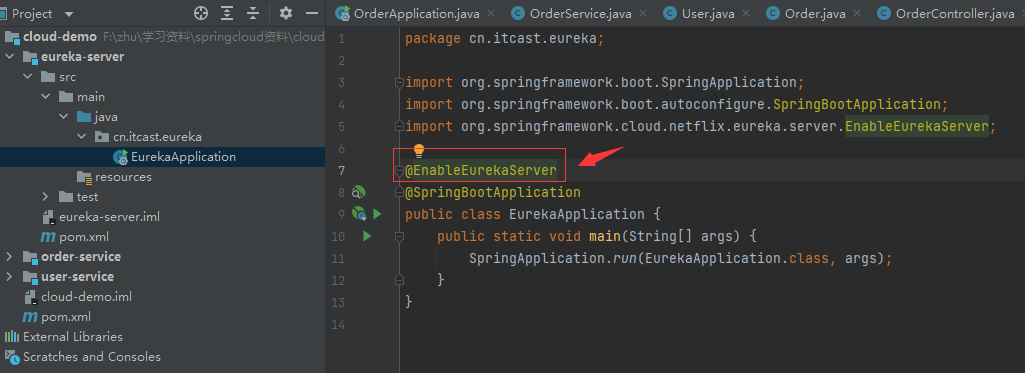 Project
cloud-demo F:\zhu\学习资料\springcloud资料\cloud
eureka-server
src
main
java
cn.itcast.eureka
EurekaApplication
resources
test
eureka-server.iml
pom.xml
order-service
user-service
cloud-demo.iml
pom.xml
External Libraries
Scratches and Consoles
OrderApplication.java OrderService.java User.java Order.java OrderController.java
1 package cn.itcast.eureka;
2
3 import org.springframework.boot.SpringApplication;
4 import org.springframework.boot.autoconfigure.SpringBootApplication;
5 import org.springframework.cloud.netflix.eureka.server.EnableEurekaServer;
6
7 @EnableEurekaServer
8 @SpringBootApplication
9 public class EurekaApplication {
10 public static void main(String[] args) {
11 SpringApplication.run(EurekaApplication.class, args);
12 }
13 }
14